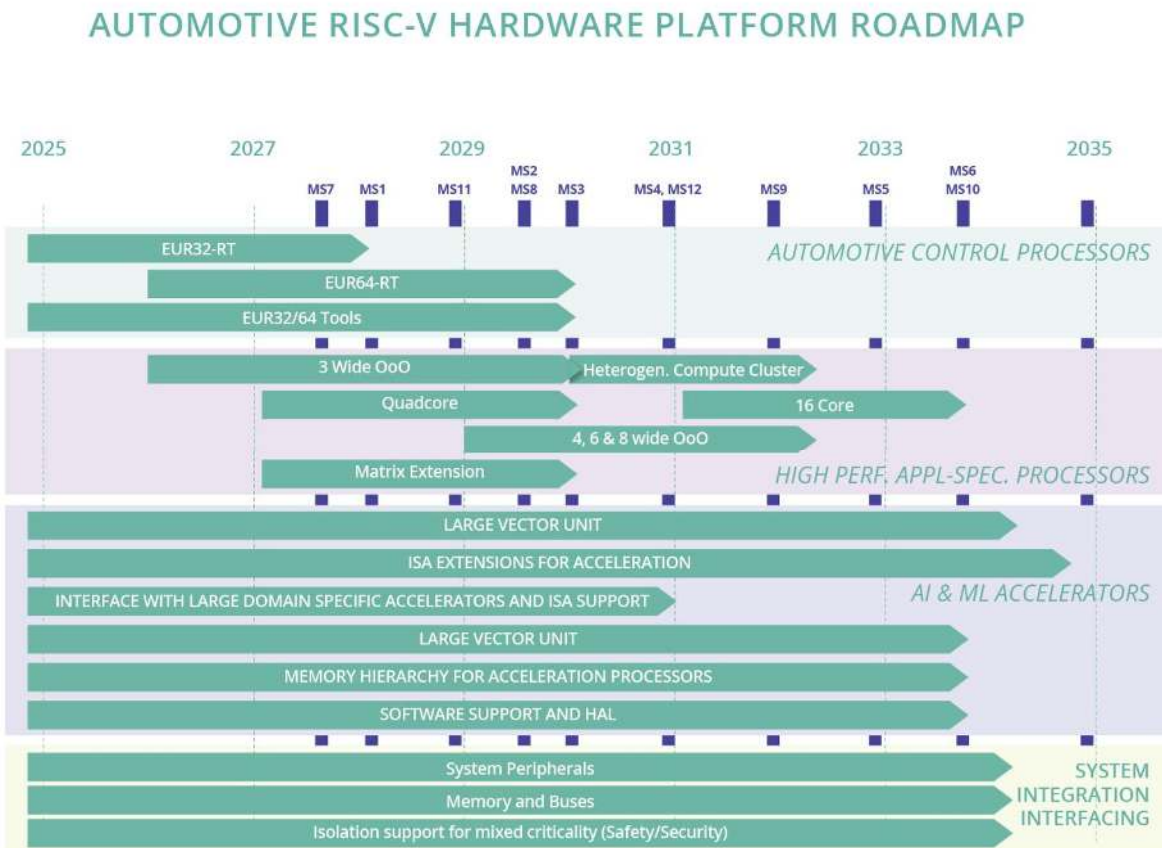 AUTOMOTIVE RISC-V HARDWARE PLATFORM ROADMAP
2025 2027 2029 2031 2033 2035
MS2 MS6
MS7 MS1 MS11 MS8 MS3 MS4, MS12 MS9 MS5 MS10
EUR32-RT
AUTOMOTIVE CONTROL PROCESSORS
EUR64-RT
EUR32/64 Tools
3 Wide OoO Heterogen. Compute Cluster
Quadcore 16 Core
4, 6 & 8 wide OoO
Matrix Extension
HIGH PERF. APPL-SPEC. PROCESSORS
LARGE VECTOR UNIT
ISA EXTENSIONS FOR ACCELERATION
AI & ML ACCELERATORS
INTERFACE WITH LARGE DOMAIN SPECIFIC ACCELERATORS AND ISA SUPPORT
LARGE VECTOR UNIT
MEMORY HIERARCHY FOR ACCELERATION PROCESSORS
SOFTWARE SUPPORT AND HAL
System Peripherals
Memory and Buses
Isolation support for mixed criticality (Safety/Security)
SYSTEM
INTEGRATION
INTERFACING